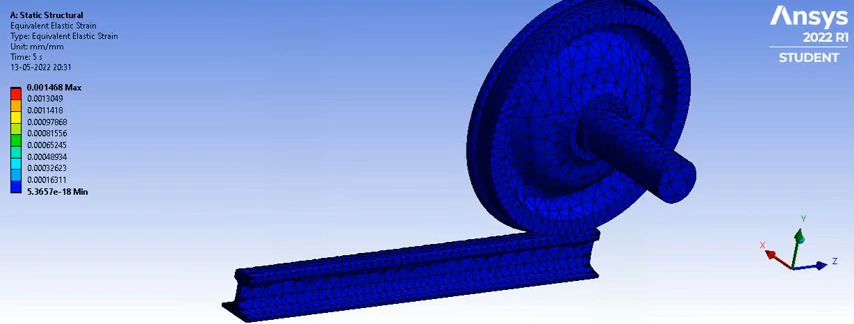 A: Static Structural
Equivalent Elastic Strain
Type: Equivalent Elastic Strain
Unit: mm/mm
Time: 5 s
13-05-2022 20:31
0.001468 Max
0.0013049
0.0011418
0.00097868
0.00081556
0.00065245
0.00048934
0.00032623
0.00016311
5.3657e-18 Min
Ansys
2022 R1
STUDENT
Y
X
Z